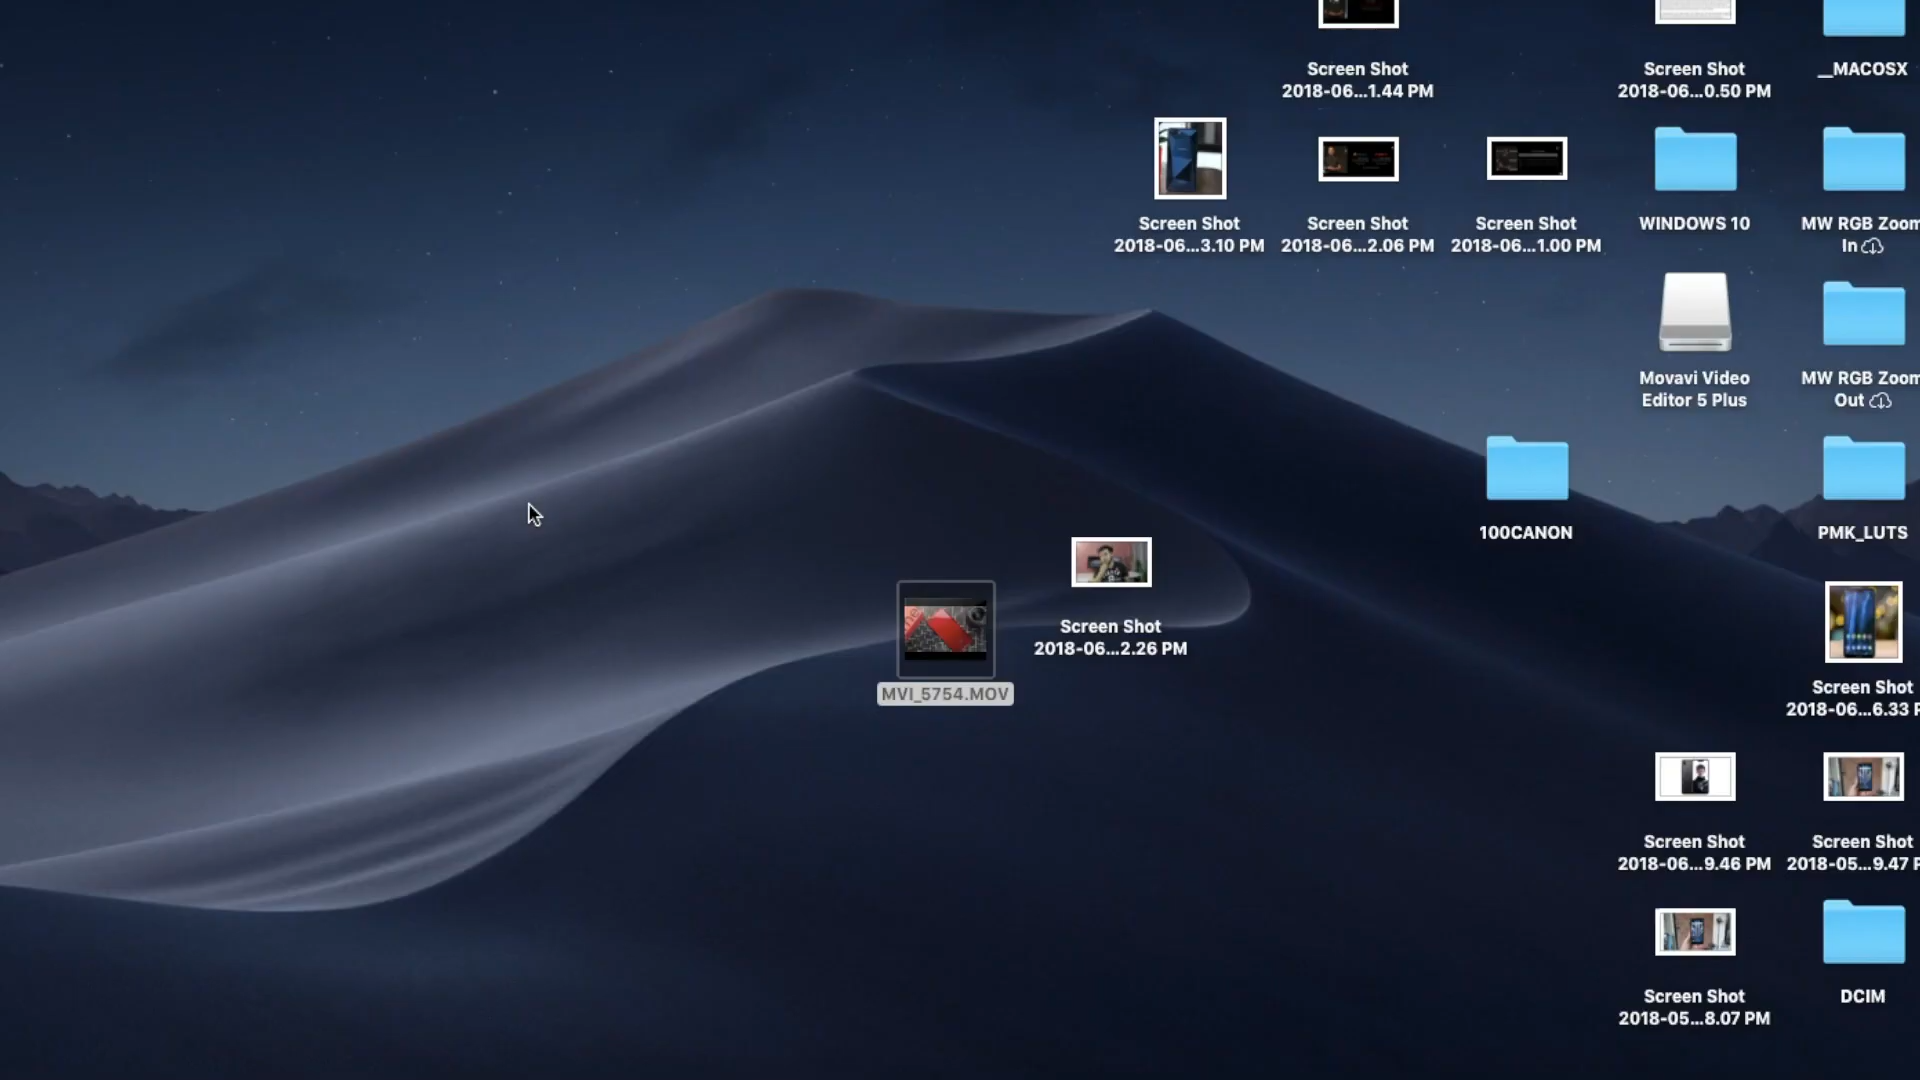 Screen Shot
2018-06...1.44 PM
Screen Shot
2018-06...0.50 PM
__MACOSX
Screen Shot
2018-06...3.10 PM
Screen Shot
2018-06...2.06 PM
Screen Shot
2018-06...1.00 PM
WINDOWS 10
MW RGB Zoom
In
Movavi Video
Editor 5 Plus
MW RGB Zoom
Out
100CANON
PMK_LUTS
Screen Shot
2018-06...2.26 PM
MVI_5754.MOV
Screen Shot
2018-06...6.33 P
Screen Shot
2018-06...9.46 PM
Screen Shot
2018-05...9.47 P
Screen Shot
2018-05...8.07 PM
DCIM